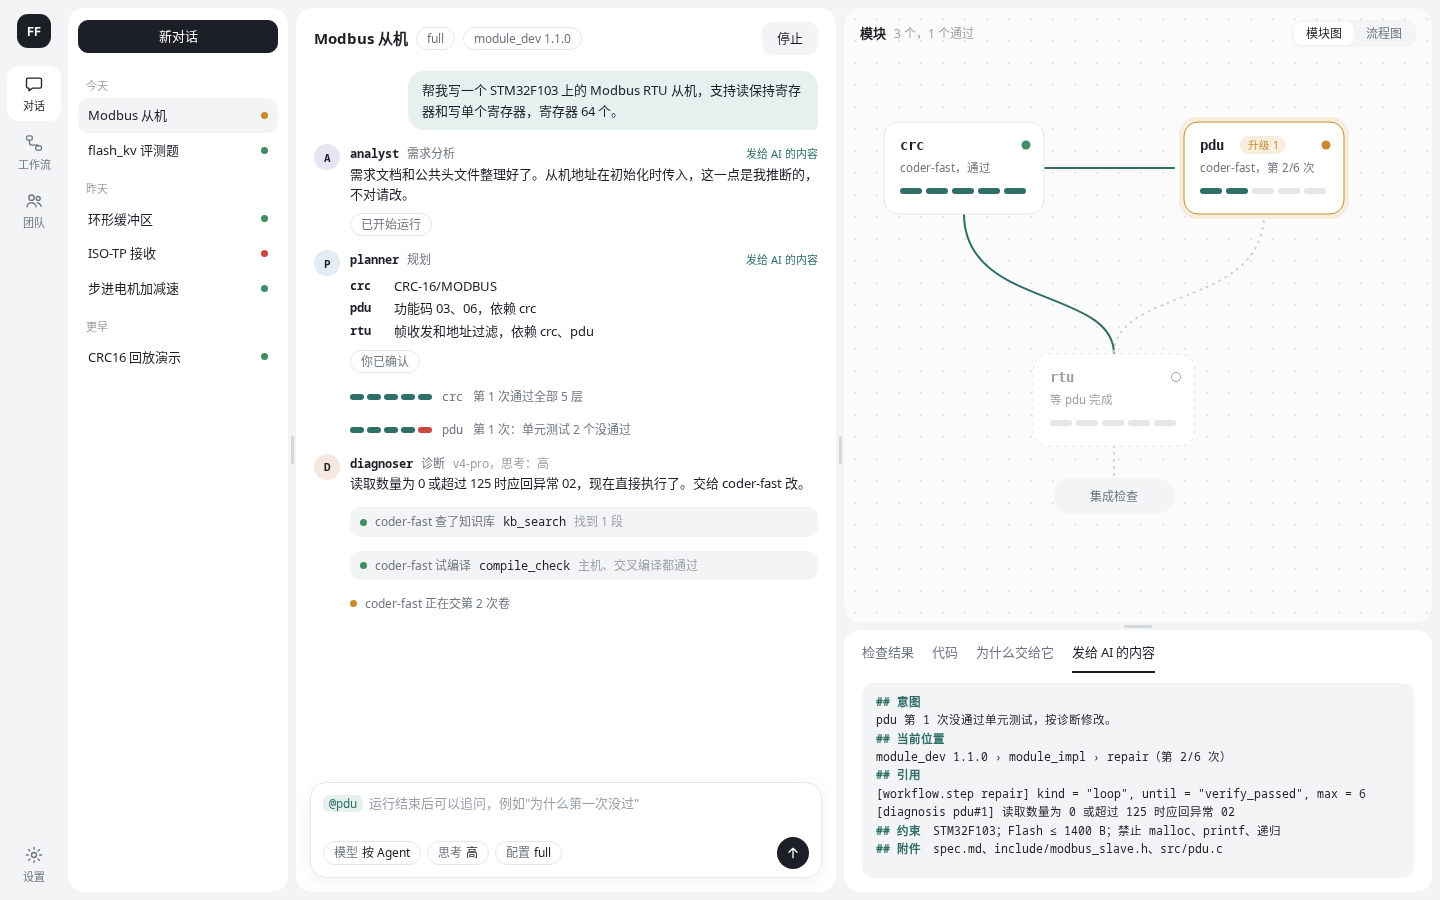 FF
对话
工作流
团队
设置
新对话
今天
Modbus 从机
flash_kv 评测题
昨天
环形缓冲区
ISO-TP 接收
步进电机加减速
更早
CRC16 回放演示
Modbus 从机 full module_dev 1.1.0 停止
帮我写一个 STM32F103 上的 Modbus RTU 从机，支持读保持寄存
器和写单个寄存器，寄存器 64 个。
A analyst 需求分析 发给 AI 的内容
需求文档和公共头文件整理好了。从机地址在初始化时传入，这一点是我推断的，
不对请改。
已开始运行
P planner 规划 发给 AI 的内容
crc CRC-16/MODBUS
pdu 功能码 03、06，依赖 crc
rtu 帧收发和地址过滤，依赖 crc、pdu
你已确认
crc 第 1 次通过全部 5 层
pdu 第 1 次：单元测试 2 个没通过
D diagnoser 诊断 v4-pro，思考：高
读取数量为 0 或超过 125 时应回异常 02，现在直接执行了。交给 coder-fast 改。
coder-fast 查了知识库 kb_search 找到 1 段
coder-fast 试编译 compile_check 主机、交叉编译都通过
coder-fast 正在交第 2 次卷
@pdu 运行结束后可以追问，例如"为什么第一次没过"
模型 按 Agent 思考 高 配置 full
模块 3 个，1 个通过 模块图 流程图
crc
coder-fast，通过
pdu 升级 1
coder-fast，第 2/6 次
rtu
等 pdu 完成
集成检查
检查结果 代码 为什么交给它 发给 AI 的内容
## 意图
pdu 第 1 次没通过单元测试，按诊断修改。
## 当前位置
module_dev 1.1.0 › module_impl › repair（第 2/6 次）
## 引用
[workflow.step repair] kind = "loop", until = "verify_passed", max = 6
[diagnosis pdu#1] 读取数量为 0 或超过 125 时应回异常 02
## 约束 STM32F103；Flash ≤ 1400 B；禁止 malloc、printf、递归
## 附件 spec.md、include/modbus_slave.h、src/pdu.c